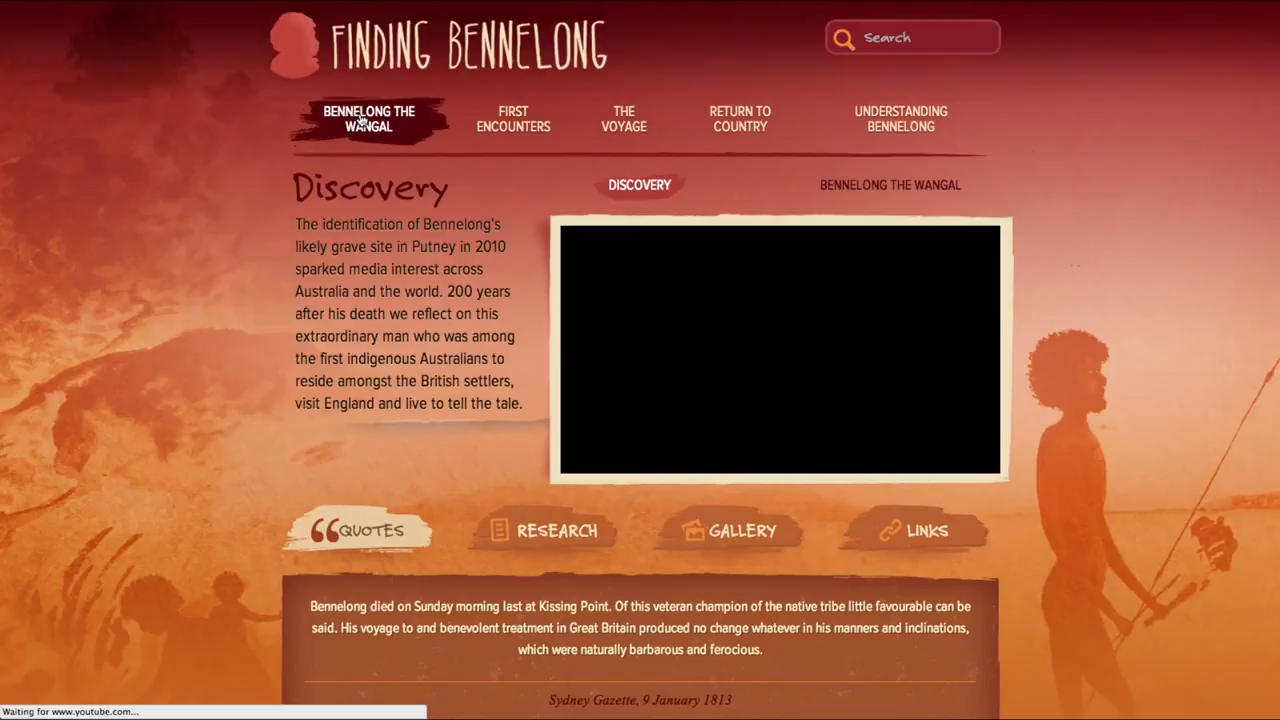 FINDING BENNELONG
Search
BENNELONG THE
WANGAL
FIRST
ENCOUNTERS
THE
VOYAGE
RETURN TO
COUNTRY
UNDERSTANDING
BENNELONG
Discovery
DISCOVERY
BENNELONG THE WANGAL
The identification of Bennelong's
likely grave site in Putney in 2010
sparked media interest across
Australia and the world. 200 years
after his death we reflect on this
extraordinary man who was among
the first indigenous Australians to
reside amongst the British settlers,
visit England and live to tell the tale.
QUOTES
RESEARCH
GALLERY
LINKS
Bennelong died on Sunday morning last at Kissing Point. Of this veteran champion of the native tribe little favourable can be
said. His voyage to and benevolent treatment in Great Britain produced no change whatever in his manners and inclinations,
which were naturally barbarous and ferocious.
Sydney Gazette, 9 January 1813
Waiting for www.youtube.com...